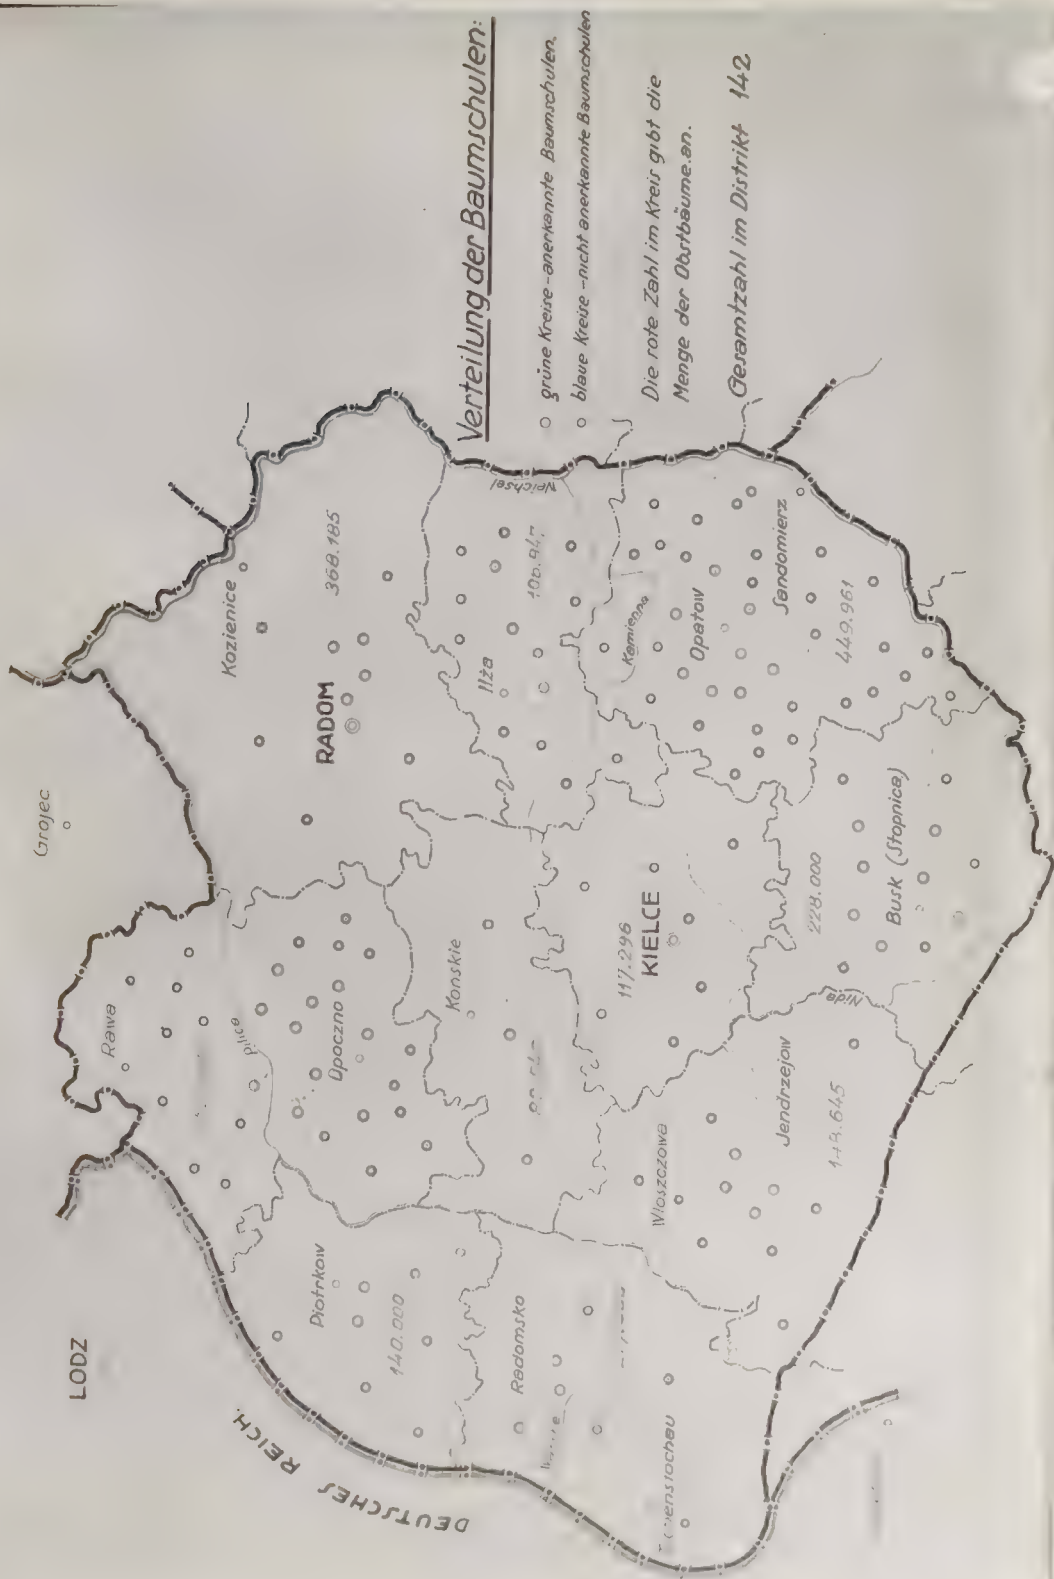 Verteilung der Baumschulen:
○ grüne Kreise - anerkannte Baumschulen.
○ blaue Kreise - nicht anerkannte Baumschulen
Die rote Zahl im Kreis gibt die
Menge der Obstbäume an.
Gesamtzahl im Distrikt 142
LODZ
DEUTSCHES REICH.
Grojec
Rawa
Pilica
Opoczno
Kozienice
RADOM
368.185
Piotrkow
140.000
Konskie
Ilża
Weichsel
Radomsko
117.296
KIELCE
Kamienna
Opatow
Sandomierz
449.961
Wloszczowa
Jendrzejow
Nida
228.000
Busk (Stopnica)